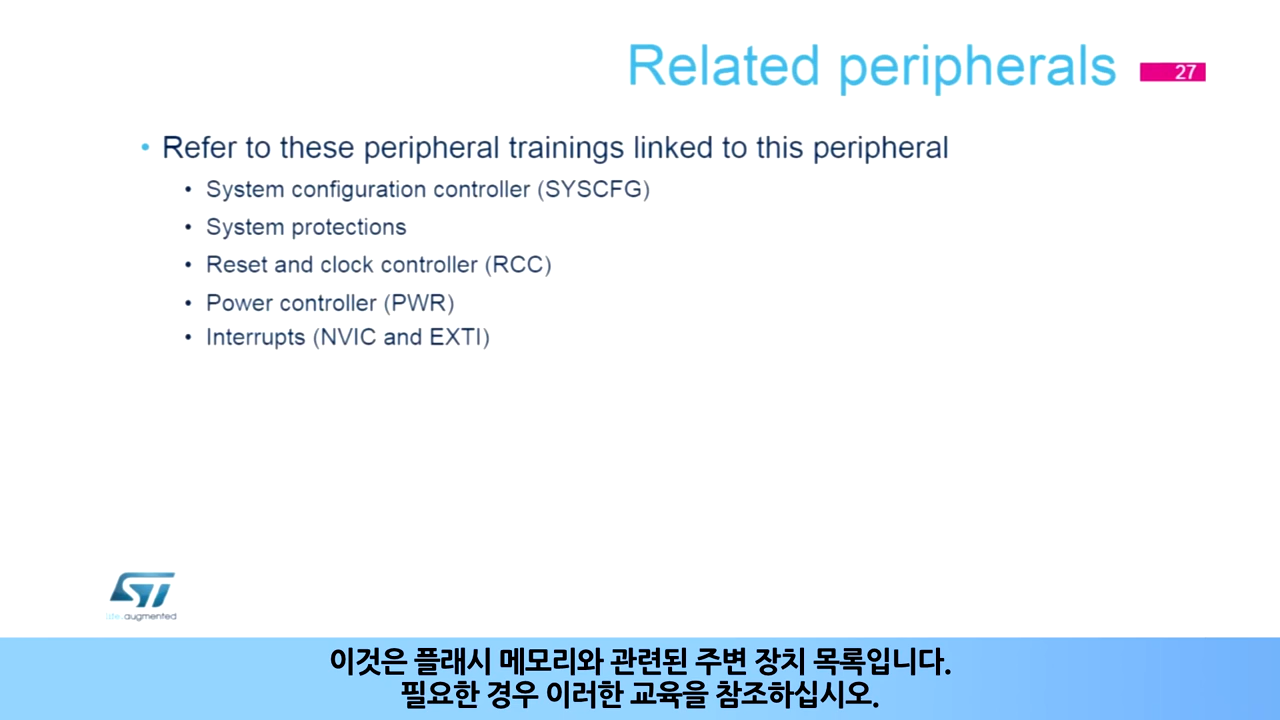 Related peripherals
27
• Refer to these peripheral trainings linked to this peripheral
• System configuration controller (SYSCFG)
• System protections
• Reset and clock controller (RCC)
• Power controller (PWR)
• Interrupts (NVIC and EXTI)
ST
life.augmented
이것은 플래시 메모리와 관련된 주변 장치 목록입니다.
필요한 경우 이러한 교육을 참조하십시오.